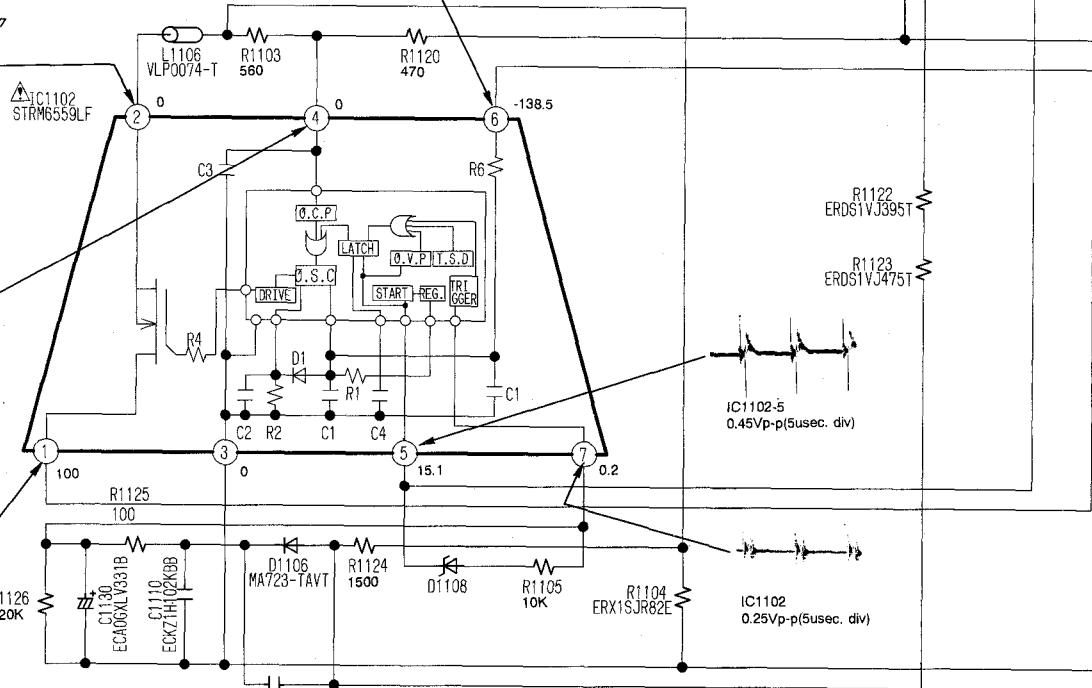 L1106
VLP0074-T
R1103
560
R1120
470
IC1102
STRM6559LF
2
0
4
0
6
-138.5
C3
R6
O.C.P
LATCH
O.V.P
T.S.D
O.S.C
DRIVE
START
REG.
TRI
GGER
R4
D1
R1
C1
C2
R2
C1
C4
R1122
ERDS1VJ395T
R1123
ERDS1VJ475T
IC1102-5
0.45Vp-p(5usec. div)
1
100
3
0
5
15.1
7
0.2
R1125
100
D1106
MA723-TAVT
R1124
1500
D1108
R1105
10K
R1104
ERX1SJR82E
1126
20K
C1130
ECA0GXLV331B
C1110
ECKZ1H102KBB
IC1102
0.25Vp-p(5usec. div)